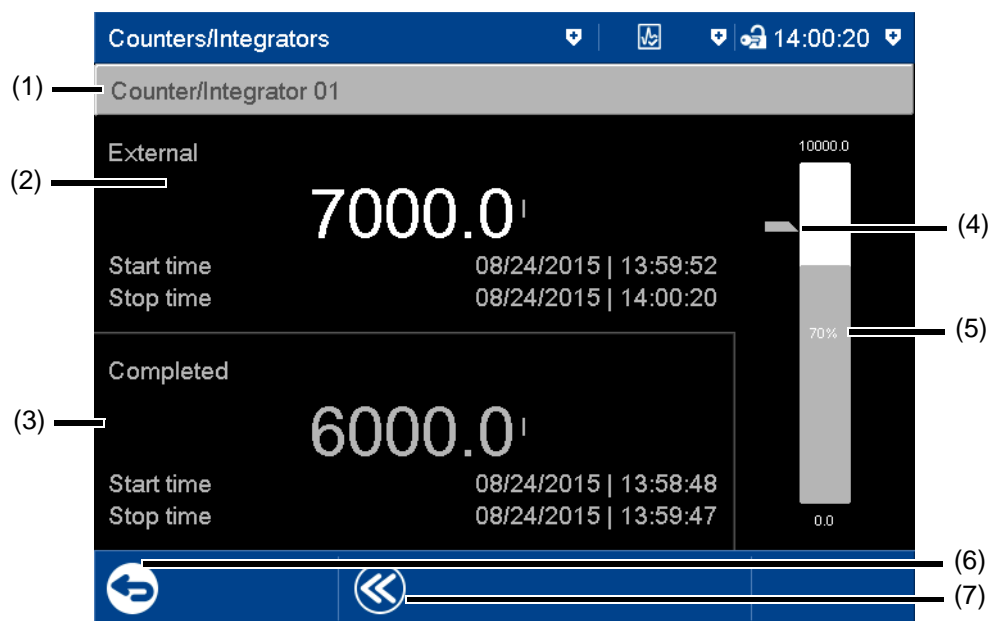 Counters/Integrators 14:00:20
(1) Counter/Integrator 01
External 10000.0
(2)
7000.0 l
(4)
Start time 08/24/2015 | 13:59:52
Stop time 08/24/2015 | 14:00:20
70% (5)
Completed
(3) 6000.0 l
Start time 08/24/2015 | 13:58:48
Stop time 08/24/2015 | 13:59:47
0.0
(6)
(7)